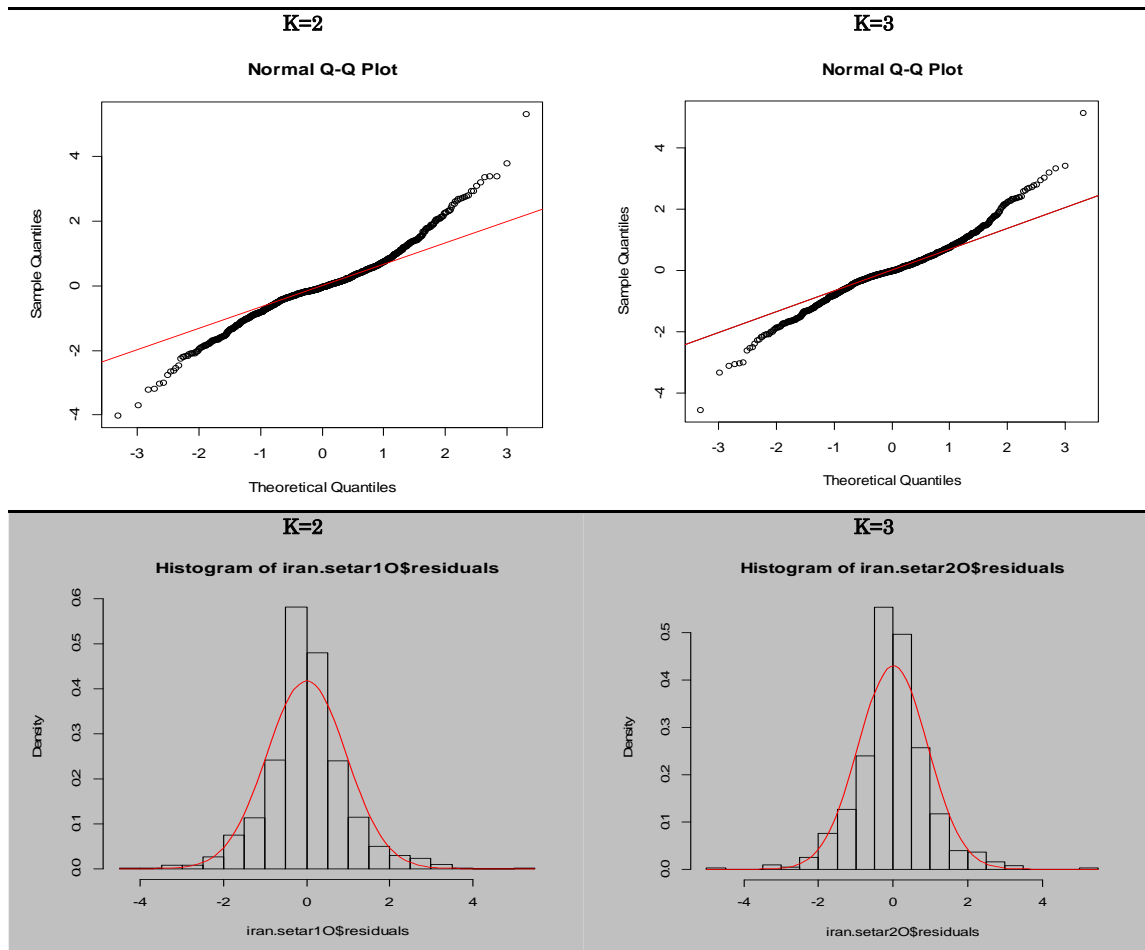 K=2
K=3
Normal Q-Q Plot
Normal Q-Q Plot
Sample Quantiles
4
2
0
-2
-4
-3 -2 -1 0 1 2 3
Theoretical Quantiles
Sample Quantiles
4
2
0
-2
-4
-3 -2 -1 0 1 2 3
Theoretical Quantiles
K=2
K=3
Histogram of iran.setar1O$residuals
Histogram of iran.setar2O$residuals
Density
0.6
0.5
0.4
0.3
0.2
0.1
0.0
-4 -2 0 2 4
iran.setar1O$residuals
Density
0.5
0.4
0.3
0.2
0.1
0.0
-4 -2 0 2 4
iran.setar2O$residuals